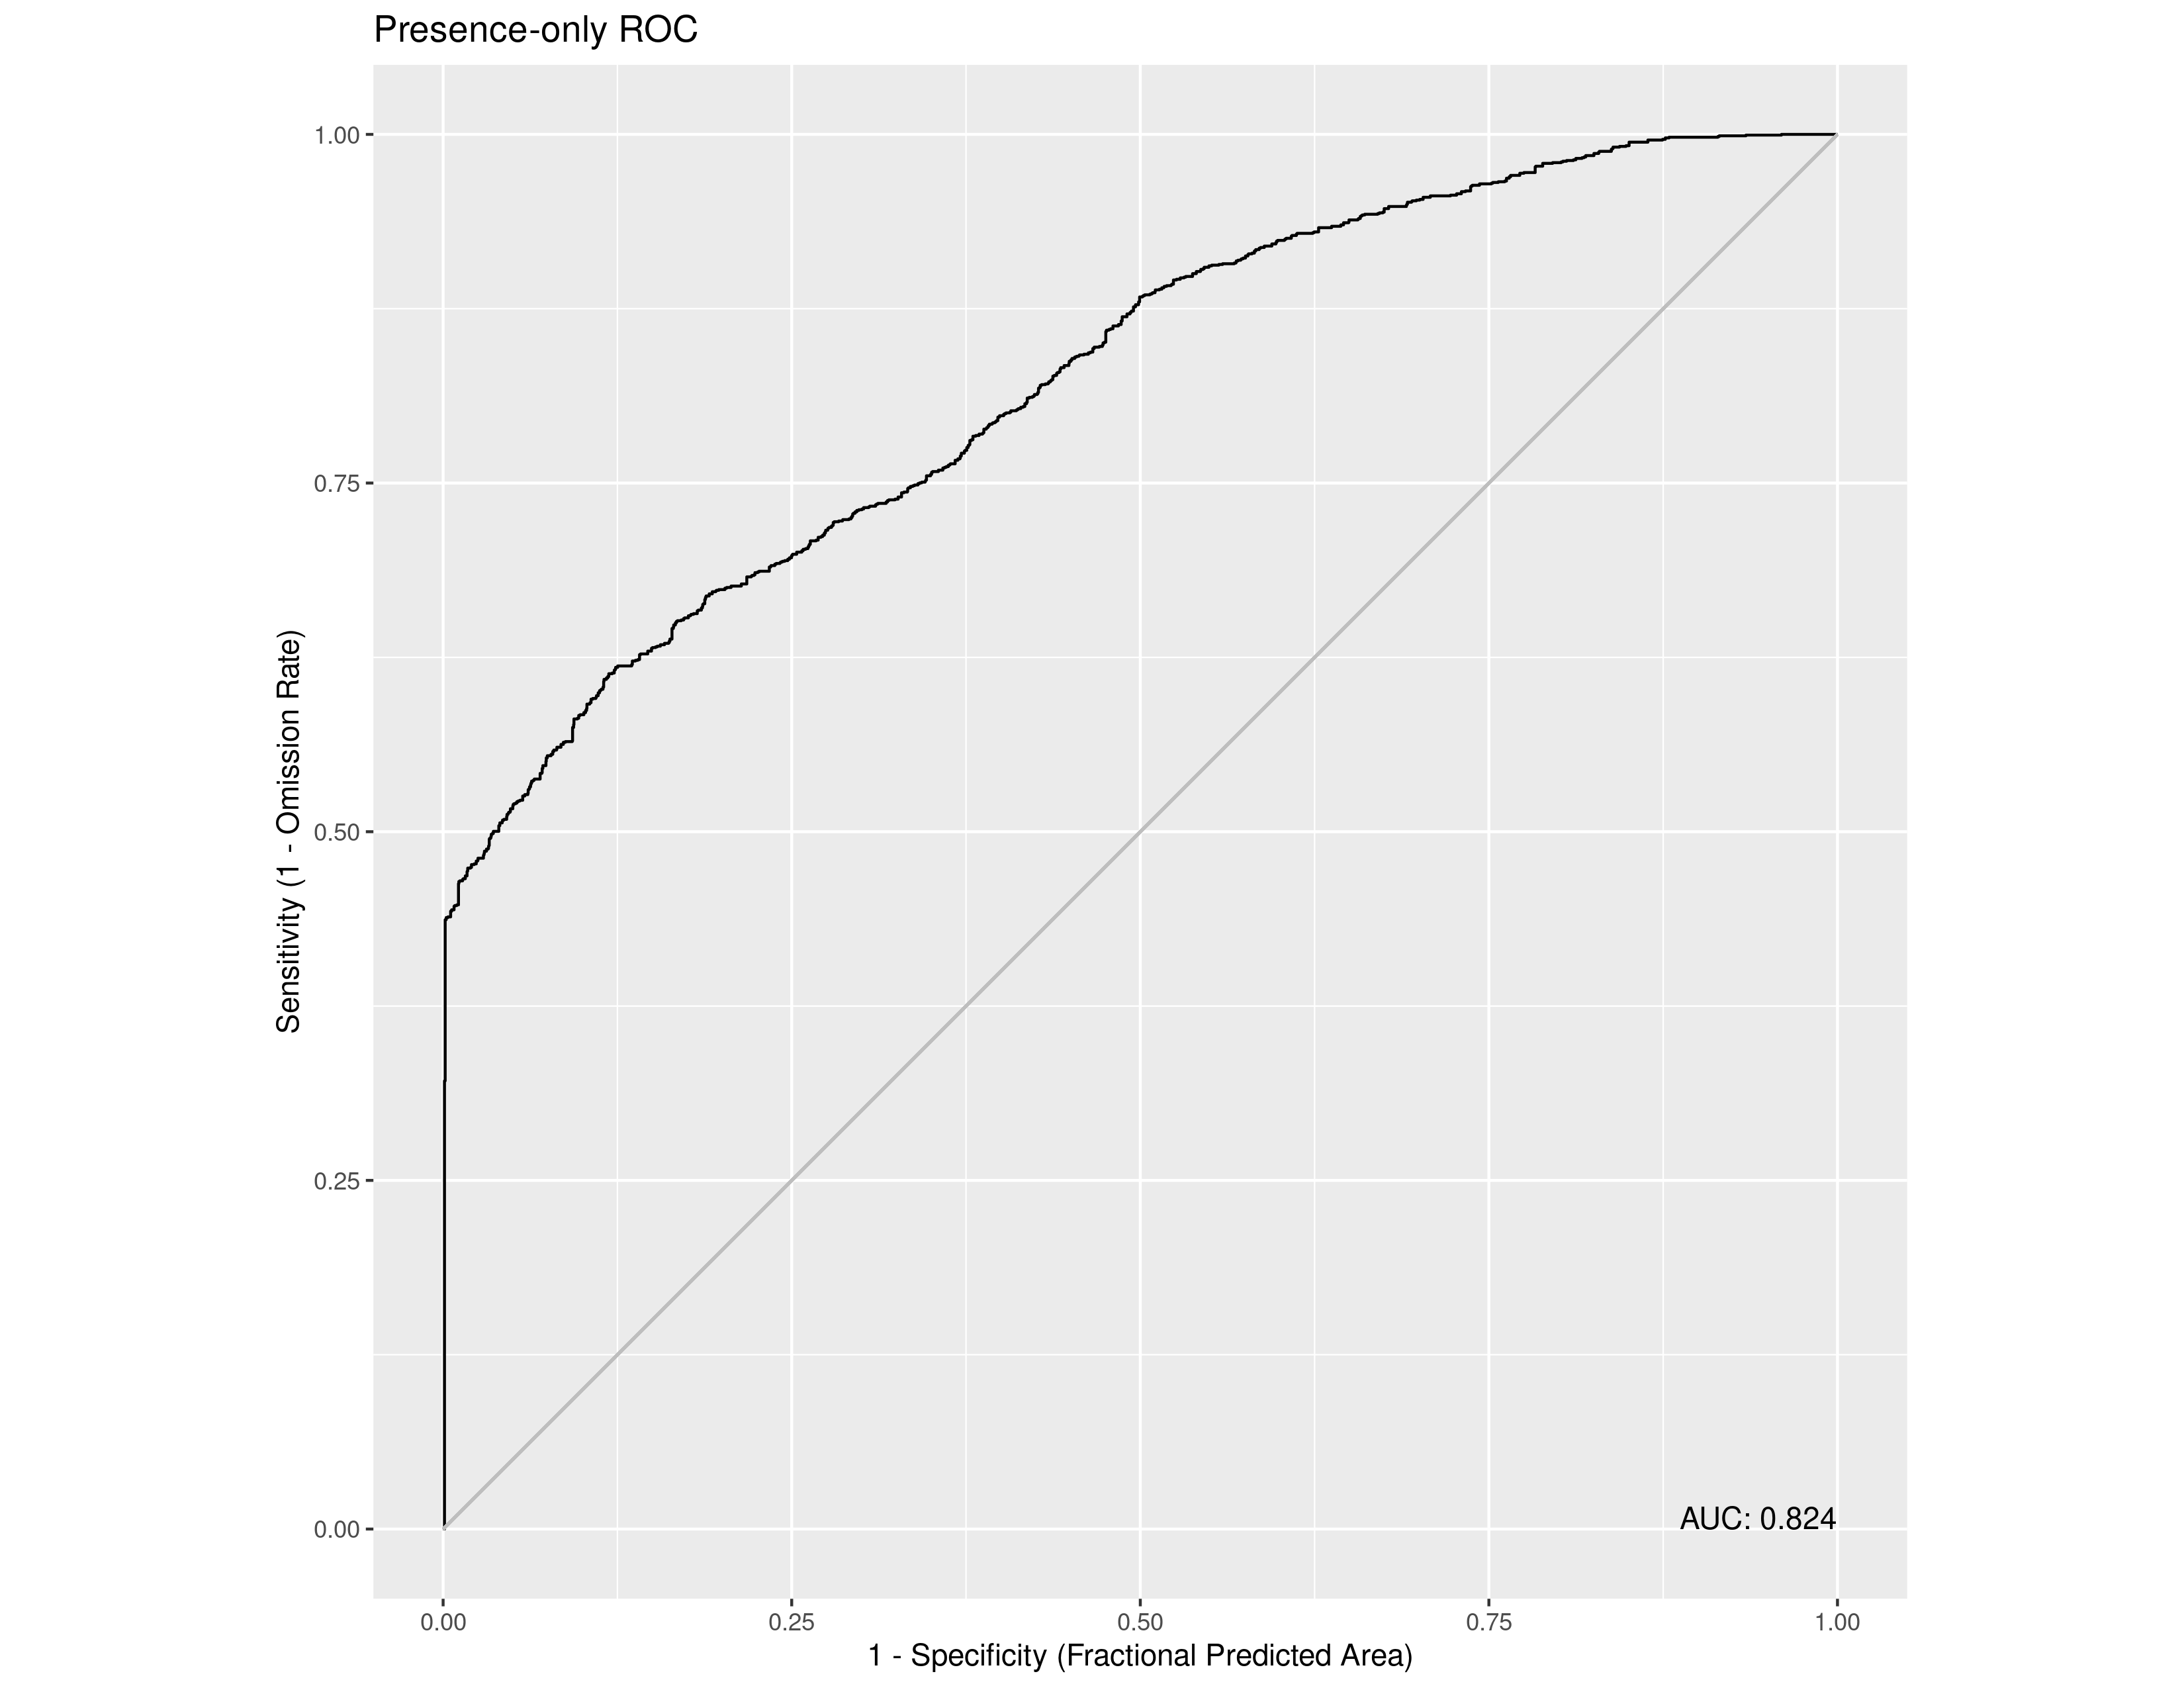 Presence-only ROC
Sensitivity (1 - Omission Rate)
1.00
0.75
0.50
0.25
0.00
AUC: 0.824
0.00
0.25
0.50
0.75
1.00
1 - Specificity (Fractional Predicted Area)